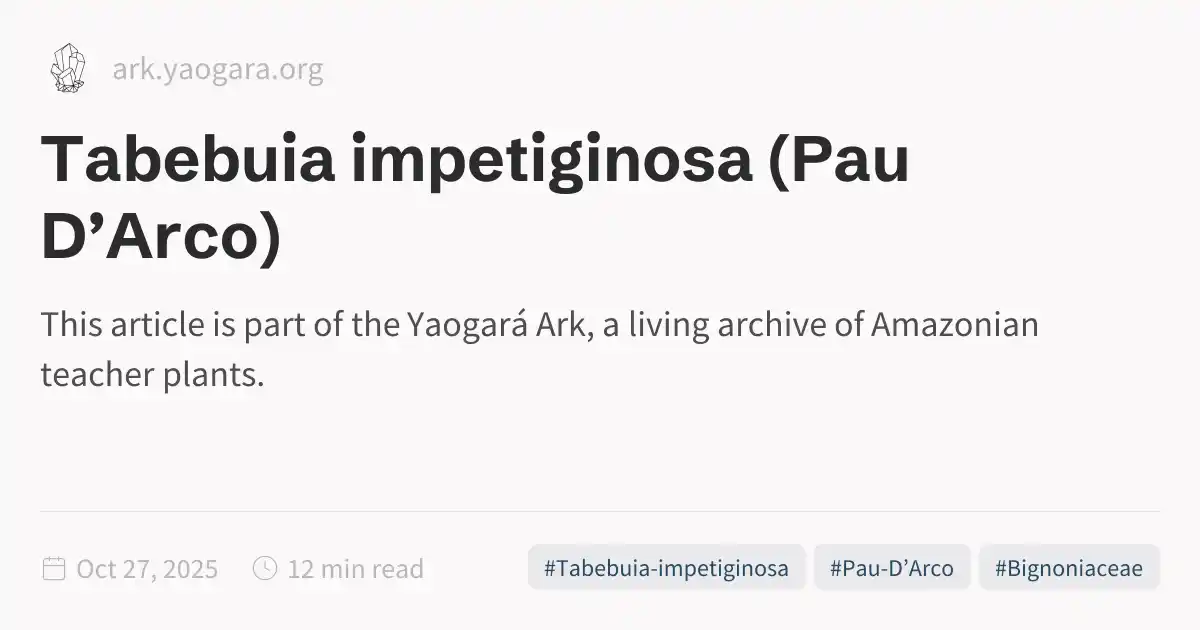 ark.yaogara.org
Tabebuia impetiginosa (Pau
D’Arco)
This article is part of the Yaogará Ark, a living archive of Amazonian
teacher plants.
Oct 27, 2025 12 min read #Tabebuia-impetiginosa #Pau-D’Arco #Bignoniaceae